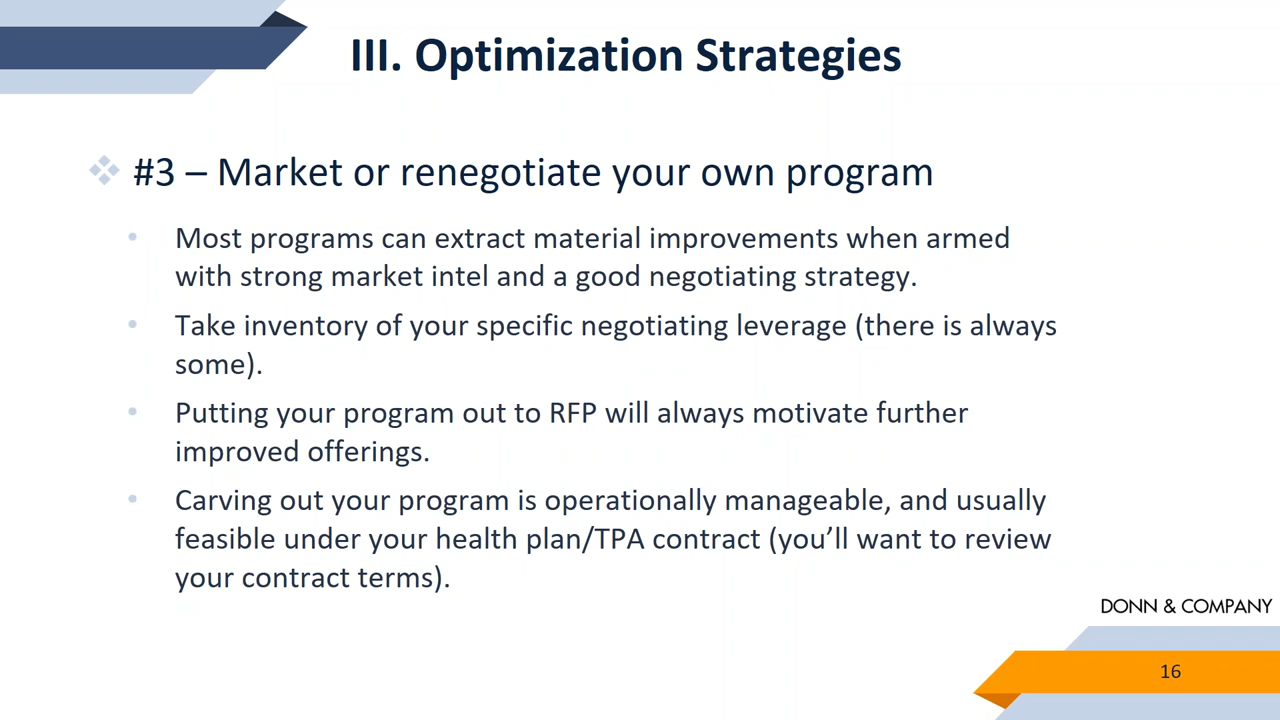 III. Optimization Strategies
#3 – Market or renegotiate your own program
Most programs can extract material improvements when armed
with strong market intel and a good negotiating strategy.
Take inventory of your specific negotiating leverage (there is always
some).
Putting your program out to RFP will always motivate further
improved offerings.
Carving out your program is operationally manageable, and usually
feasible under your health plan/TPA contract (you’ll want to review
your contract terms).
DONN & COMPANY
16